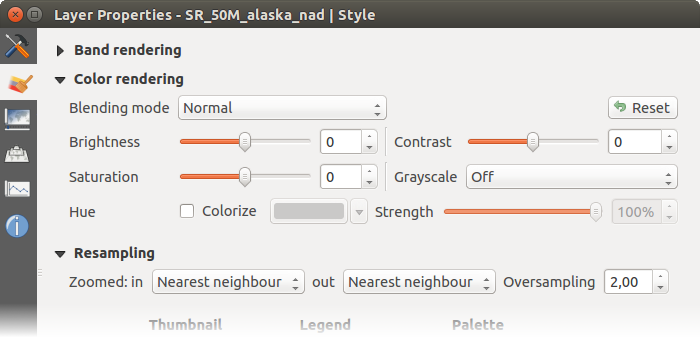 Layer Properties - SR_50M_alaska_nad | Style
Band rendering
Color rendering
Blending mode Normal Reset
Brightness 0 Contrast 0
Saturation 0 Grayscale Off
Hue Colorize Strength 100%
Resampling
Zoomed: in Nearest neighbour out Nearest neighbour Oversampling 2,00
Thumbnail Legend Palette